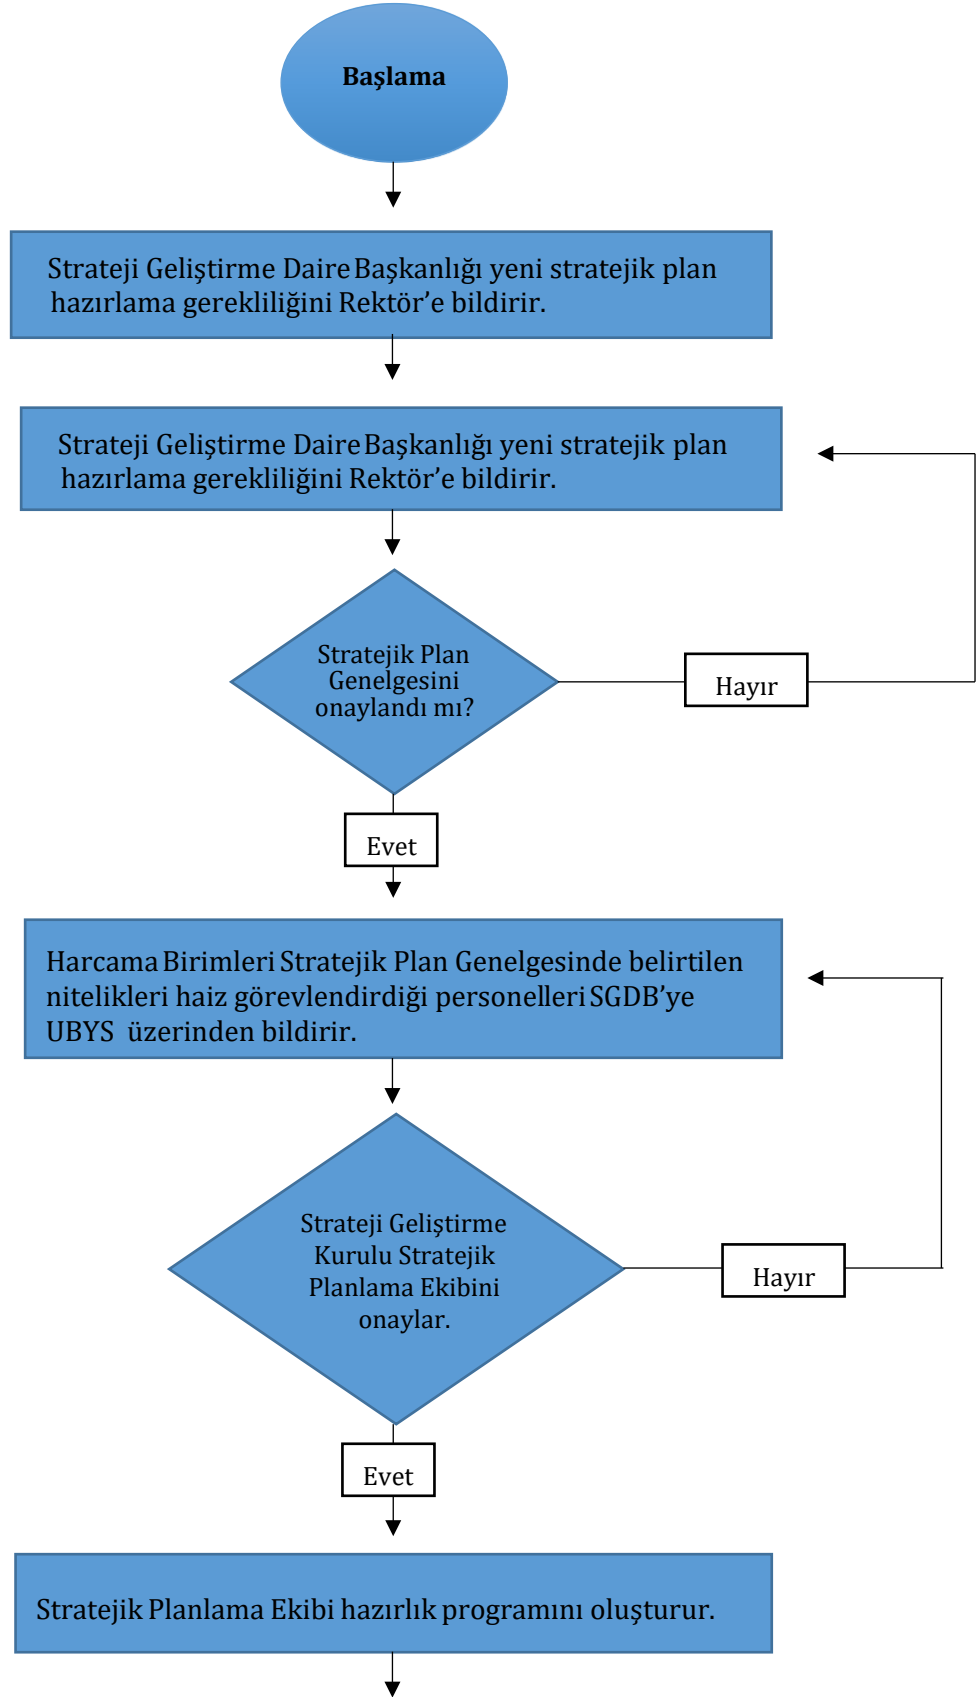 Başlama
Strateji Geliştirme Daire Başkanlığı yeni stratejik plan
hazırlama gerekliliğini Rektör’e bildirir.
Strateji Geliştirme Daire Başkanlığı yeni stratejik plan
hazırlama gerekliliğini Rektör’e bildirir.
Stratejik Plan
Genelgesini
onaylandı mı?
Hayır
Evet
Harcama Birimleri Stratejik Plan Genelgesinde belirtilen
nitelikleri haiz görevlendirdiği personelleri SGDB’ye
UBYS üzerinden bildirir.
Strateji Geliştirme
Kurulu Stratejik
Planlama Ekibini
onaylar.
Hayır
Evet
Stratejik Planlama Ekibi hazırlık programını oluşturur.